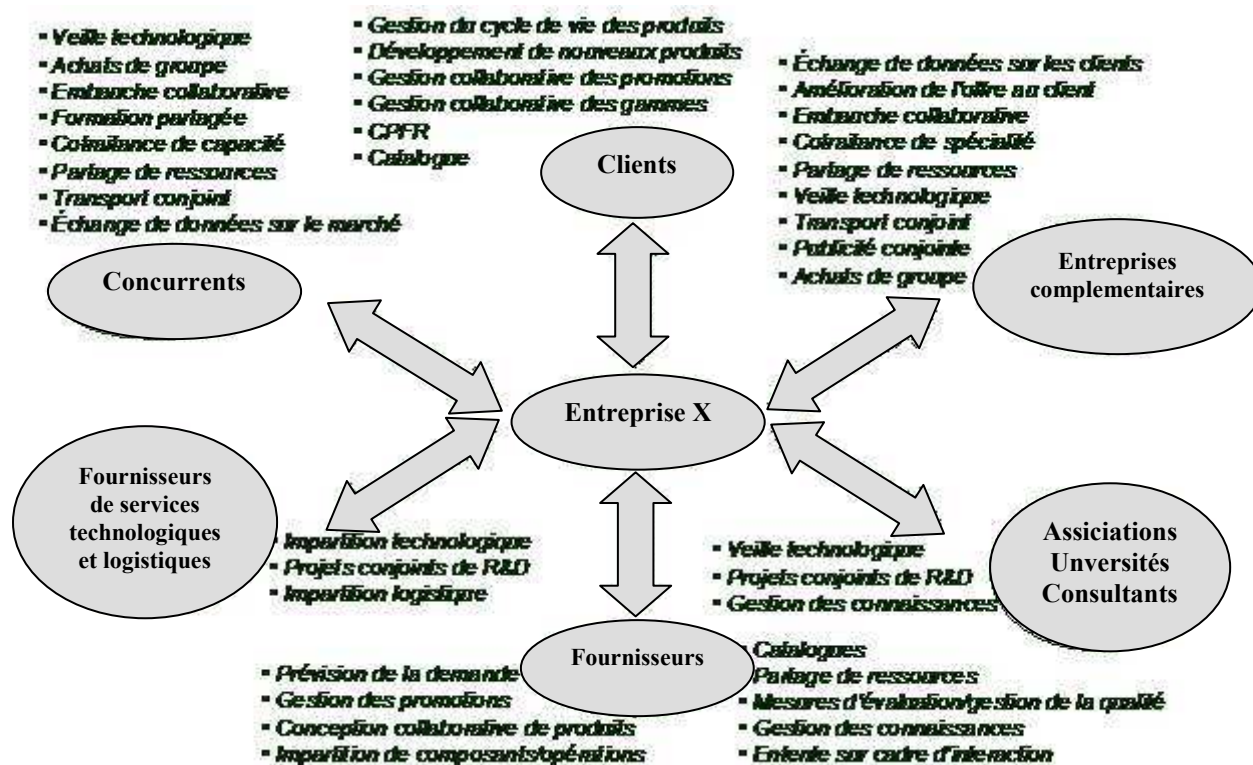 ▪ Veille technologique
▪ Achats de groupe
▪ Embauche collaborative
▪ Formation partagée
▪ Cotraitance de capacité
▪ Partage de ressources
▪ Transport conjoint
▪ Échange de données sur le marché
▪ Gestion du cycle de vie des produits
▪ Développement de nouveaux produits
▪ Gestion collaborative des promotions
▪ Gestion collaborative des gammes
▪ CPFR
▪ Catalogue
Clients
▪ Échange de données sur les clients
▪ Amélioration de l'offre au client
▪ Embauche collaborative
▪ Cotraitance de spécialité
▪ Partage de ressources
▪ Veille technologique
▪ Transport conjoint
▪ Publicité conjointe
▪ Achats de groupe
Concurrents
Entreprises
complementaires
Entreprise X
Fournisseurs
de services
technologiques
et logistiques
▪ Impartition technologique
▪ Projets conjoints de R&D
▪ Impartition logistique
▪ Veille technologique
▪ Projets conjoints de R&D
▪ Gestion des connaissances
Assiciations
Unversités
Consultants
Fournisseurs
▪ Prévision de la demande
▪ Gestion des promotions
▪ Conception collaborative de produits
▪ Impartition de composants/opérations
▪ Catalogues
▪ Partage de ressources
▪ Mesures d'évaluation/gestion de la qualité
▪ Gestion des connaissances
▪ Entente sur cadre d'interaction